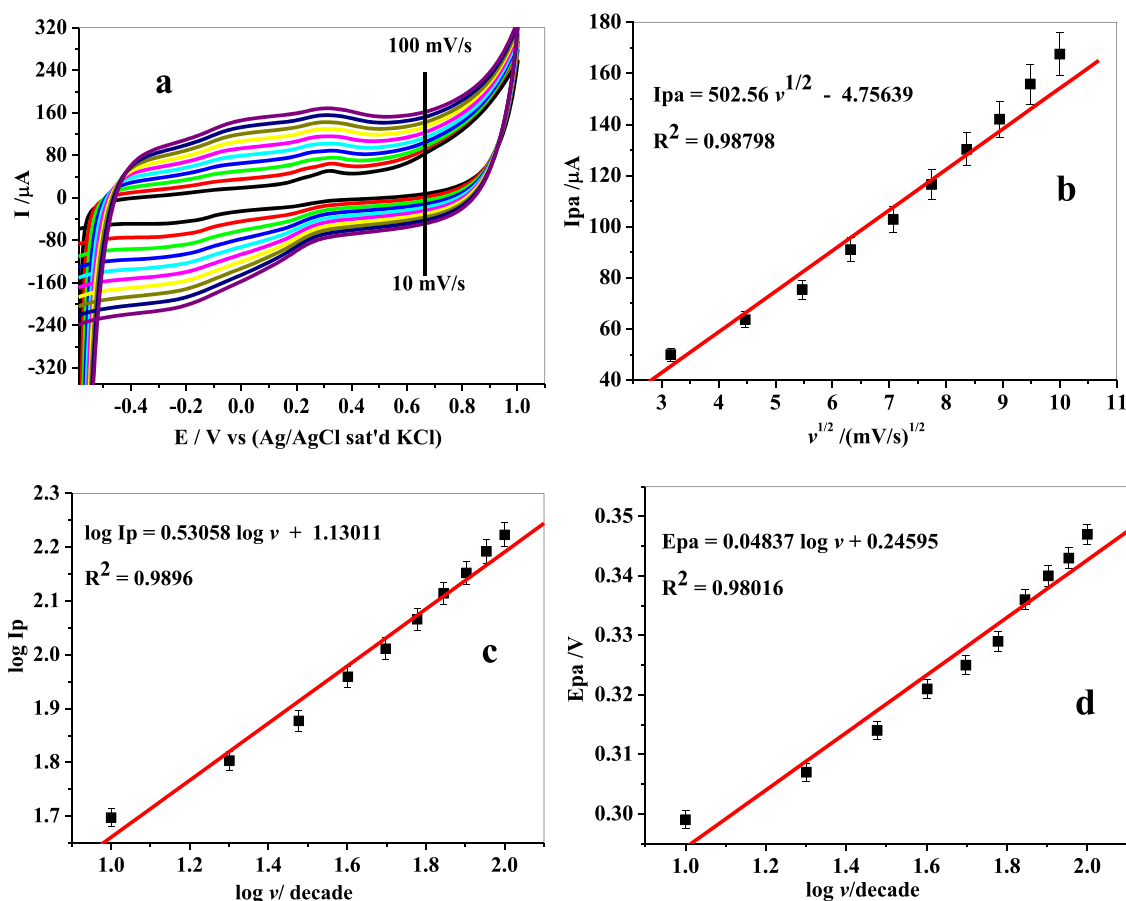 320
240
160
80
0
-80
-160
-240
-320
I /µA
a
100 mV/s
10 mV/s
-0.4 -0.2 0.0 0.2 0.4 0.6 0.8 1.0
E / V vs (Ag/AgCl sat'd KCl)
180
160
140
120
100
80
60
40
Ipa /µA
Ipa = 502.56 v^1/2 - 4.75639
R^2 = 0.98798
b
3 4 5 6 7 8 9 10 11
v^1/2 /(mV/s)^1/2
2.3
2.2
2.1
2.0
1.9
1.8
1.7
log Ip
log Ip = 0.53058 log v + 1.13011
R^2 = 0.9896
c
1.0 1.2 1.4 1.6 1.8 2.0
log v/ decade
0.35
0.34
0.33
0.32
0.31
0.30
Epa /V
Epa = 0.04837 log v + 0.24595
R^2 = 0.98016
d
1.0 1.2 1.4 1.6 1.8 2.0
log v/decade